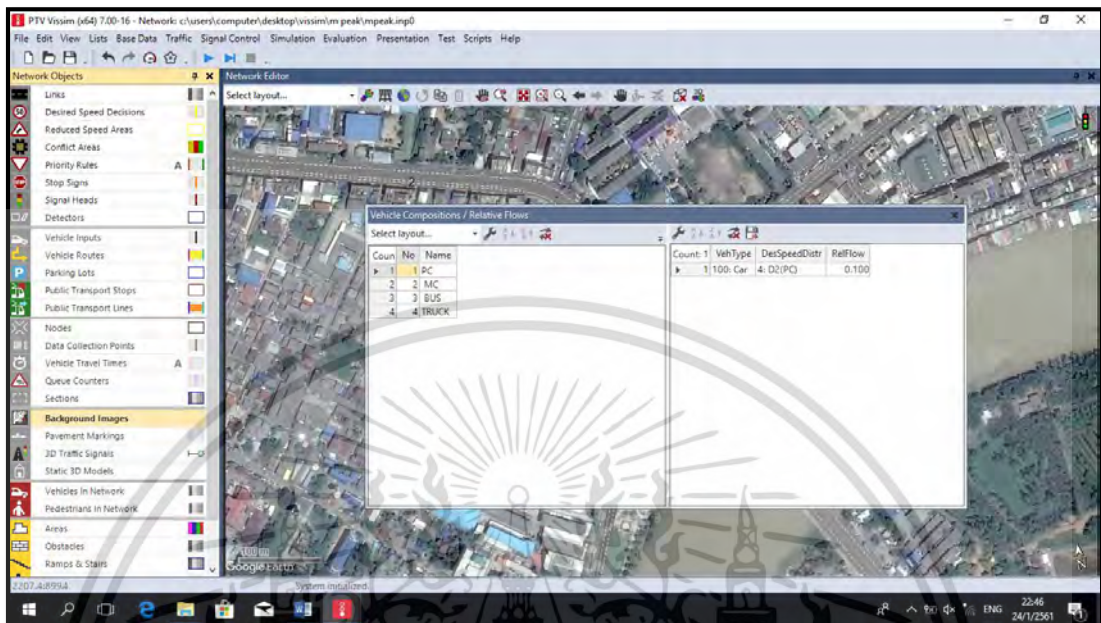 PTV Vissim (x64) 7.00-16 - Network: c:\users\computer\desktop\vissim\m peak\mpeak.inp0
File Edit View Lists Base Data Traffic Signal Control Simulation Evaluation Presentation Test Scripts Help
Network Objects
Network Editor
Select layout...
Links
Desired Speed Decisions
Reduced Speed Areas
Conflict Areas
Priority Rules A
Stop Signs
Signal Heads
Detectors
Vehicle Inputs
Vehicle Routes
Parking Lots
Public Transport Stops
Public Transport Lines
Nodes
Data Collection Points
Vehicle Travel Times A
Queue Counters
Sections
Background Images
Pavement Markings
3D Traffic Signals
Static 3D Models
Vehicles In Network
Pedestrians In Network
Areas
Obstacles
Ramps & Stairs
Vehicle Compositions / Relative Flows
Select layout...
Coun No Name
1 1 PC
2 2 MC
3 3 BUS
4 4 TRUCK
Count: 1 VehType DesSpeedDistr RelFlow
1 100: Car 4: D2(PC) 0.100
100 m
Google Earth
2207.4:899.4
System initialized.
ENG
22:46
24/1/2561